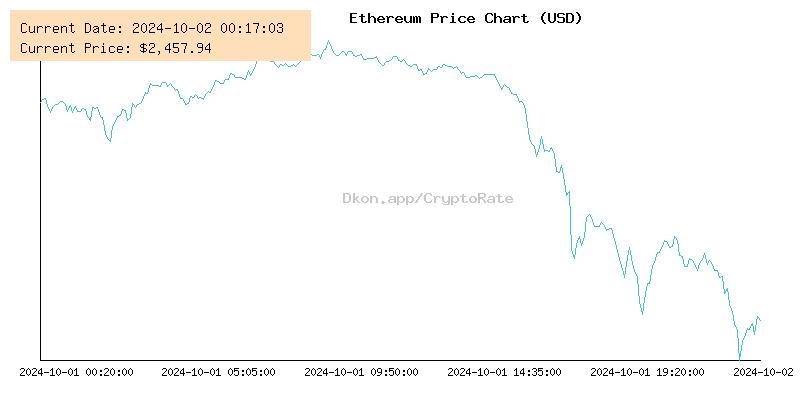 Ethereum Price Chart (USD)
Current Date: 2024-10-02 00:17:03
Current Price: $2,457.94
Dkon.app/CryptoRate
2024-10-01 00:20:00 2024-10-01 05:05:00 2024-10-01 09:50:00 2024-10-01 14:35:00 2024-10-01 19:20:00 2024-10-02